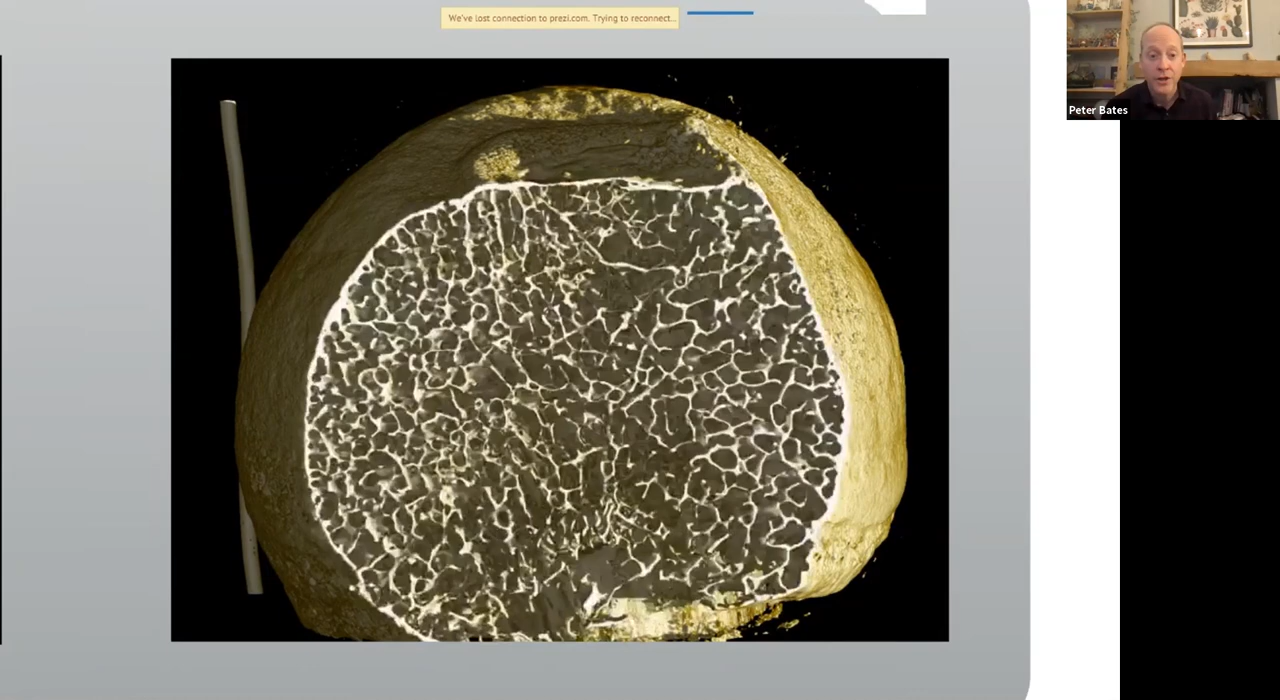 We've lost connection to prezi.com. Trying to reconnect...
Peter Bates